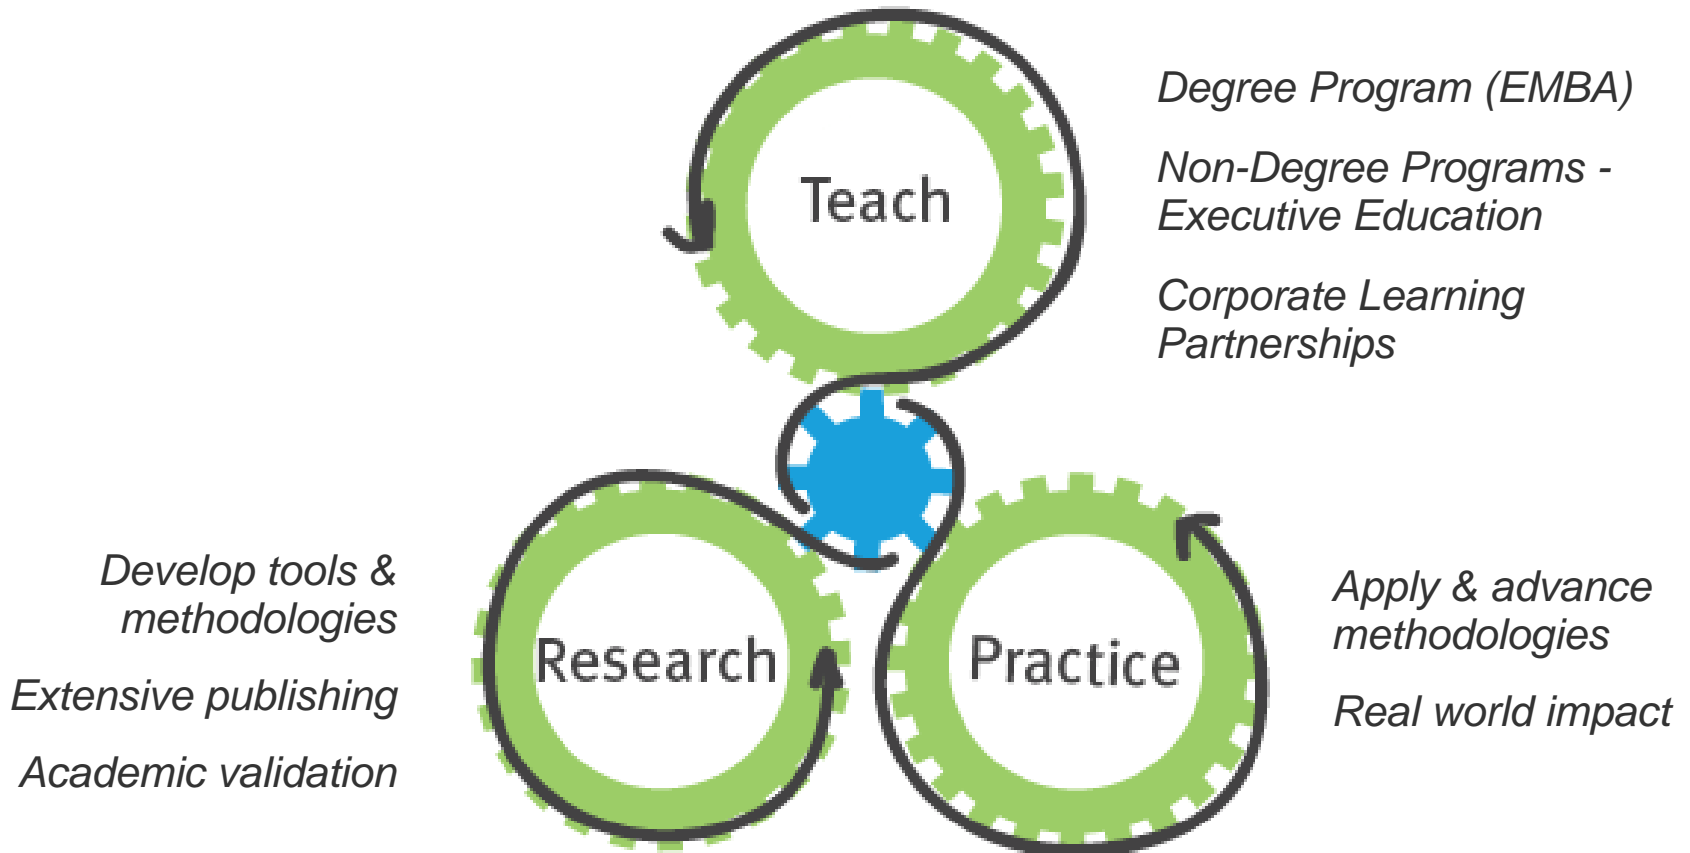 Teach
Degree Program (EMBA)
Non-Degree Programs -
Executive Education
Corporate Learning
Partnerships
Develop tools &
methodologies
Extensive publishing
Academic validation
Research
Practice
Apply & advance
methodologies
Real world impact